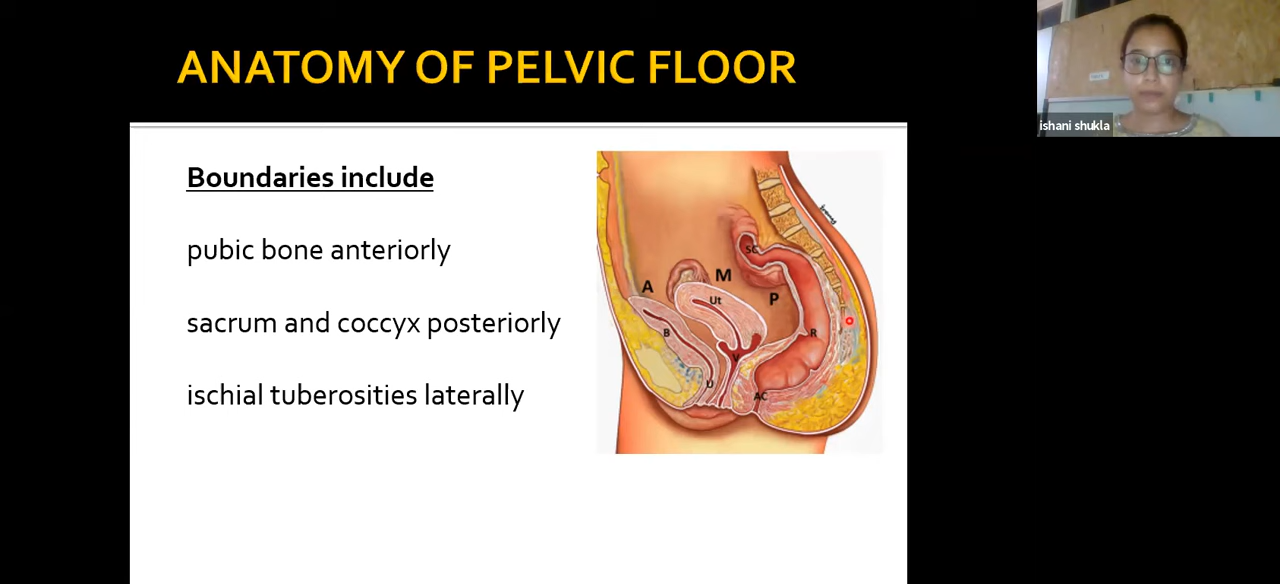 ANATOMY OF PELVIC FLOOR
ishani shukla
Boundaries include
pubic bone anteriorly
sacrum and coccyx posteriorly
ischial tuberosities laterally
SC
A
M
P
Ut
B
R
V
U
AC